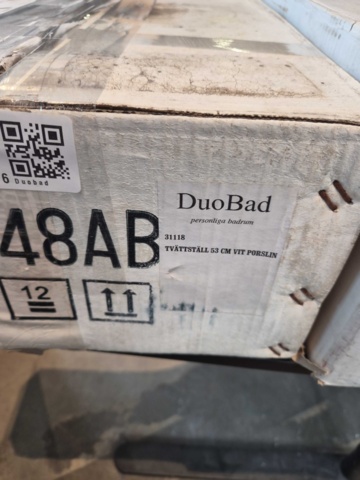 6 Duobad
48AB
12
DuoBad
personliga badrum
31118
TVÄTTSTÄLL 53 CM VIT PORSLIN